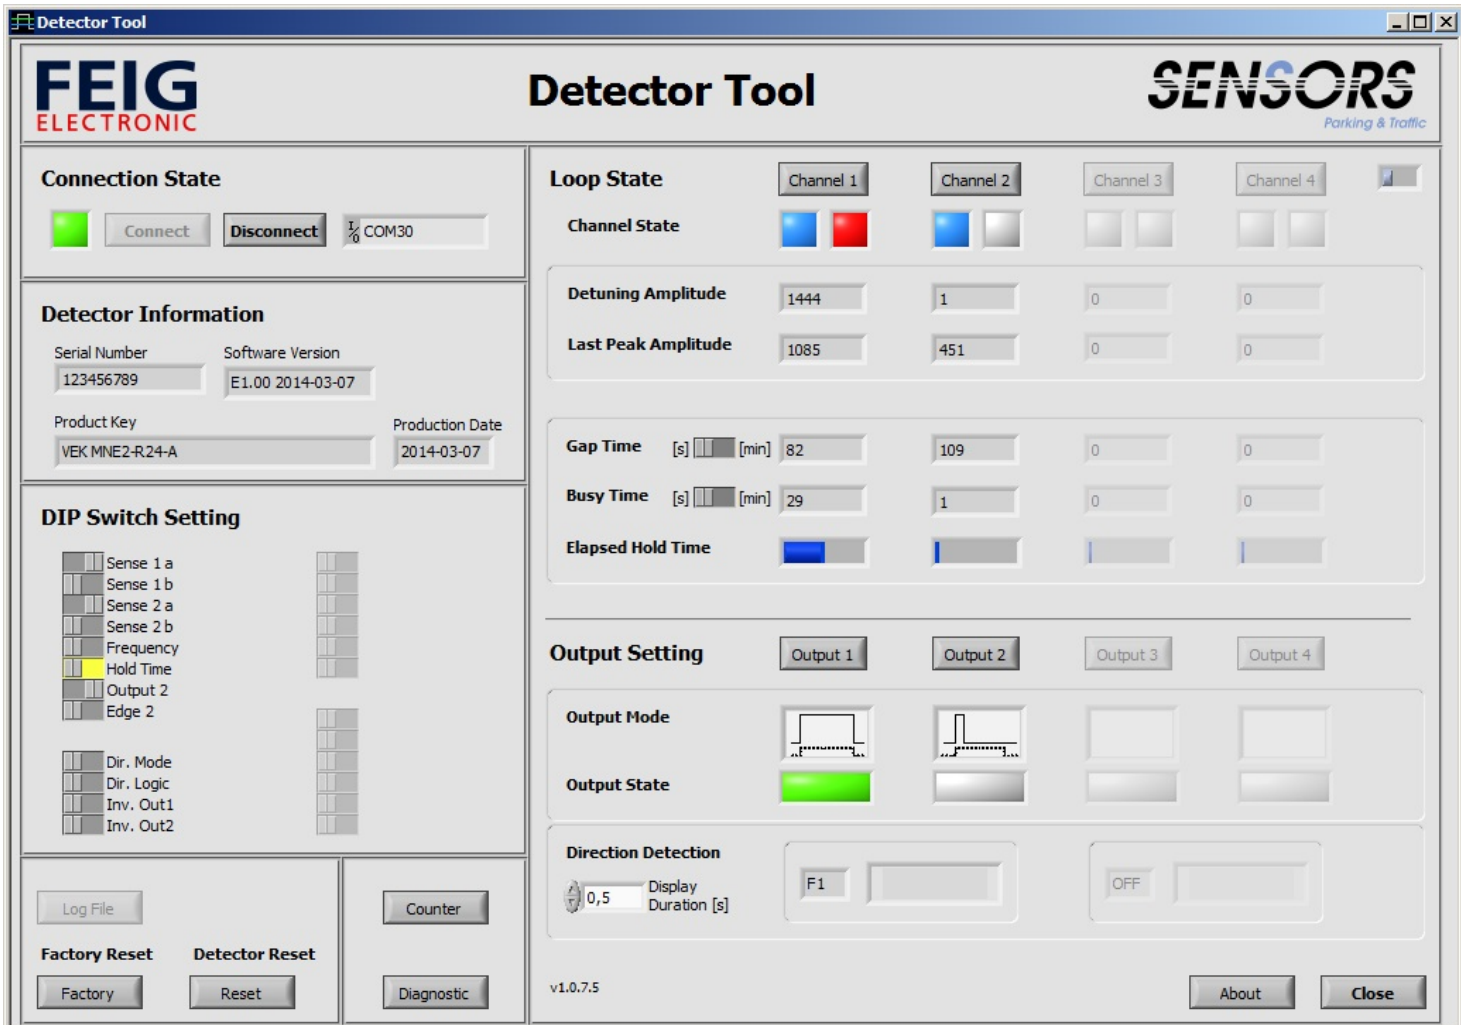 Detector Tool
FEIG
ELECTRONIC
Detector Tool
SENSORS
Parking & Traffic
Connection State
Connect
Disconnect
I/0 COM30
Detector Information
Serial Number
Software Version
123456789
E1.00 2014-03-07
Product Key
Production Date
VEK MNE2-R24-A
2014-03-07
DIP Switch Setting
Sense 1 a
Sense 1 b
Sense 2 a
Sense 2 b
Frequency
Hold Time
Output 2
Edge 2
Dir. Mode
Dir. Logic
Inv. Out1
Inv. Out2
Log File
Factory Reset
Detector Reset
Factory
Reset
Counter
Diagnostic
Loop State
Channel 1
Channel 2
Channel 3
Channel 4
Channel State
Detuning Amplitude
1444
1
0
0
Last Peak Amplitude
1085
451
0
0
Gap Time [s] [min]
82
109
0
0
Busy Time [s] [min]
29
1
0
0
Elapsed Hold Time
Output Setting
Output 1
Output 2
Output 3
Output 4
Output Mode
Output State
Direction Detection
0,5
Display
Duration [s]
F1
OFF
v1.0.7.5
About
Close